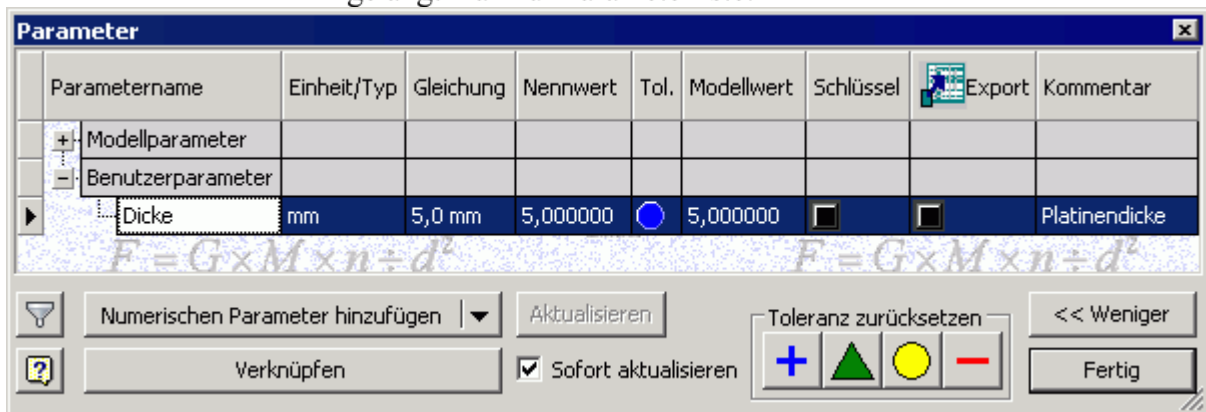 Parameter
Parametername Einheit/Typ Gleichung Nennwert Tol. Modellwert Schlüssel Export Kommentar
Modellparameter
Benutzerparameter
Dicke mm 5,0 mm 5,000000 5,000000 Platinendicke
F = G × M × n ÷ d² F = G × M × n ÷ d²
Numerischen Parameter hinzufügen Aktualisieren Toleranz zurücksetzen << Weniger
Verknüpfen Sofort aktualisieren Fertig